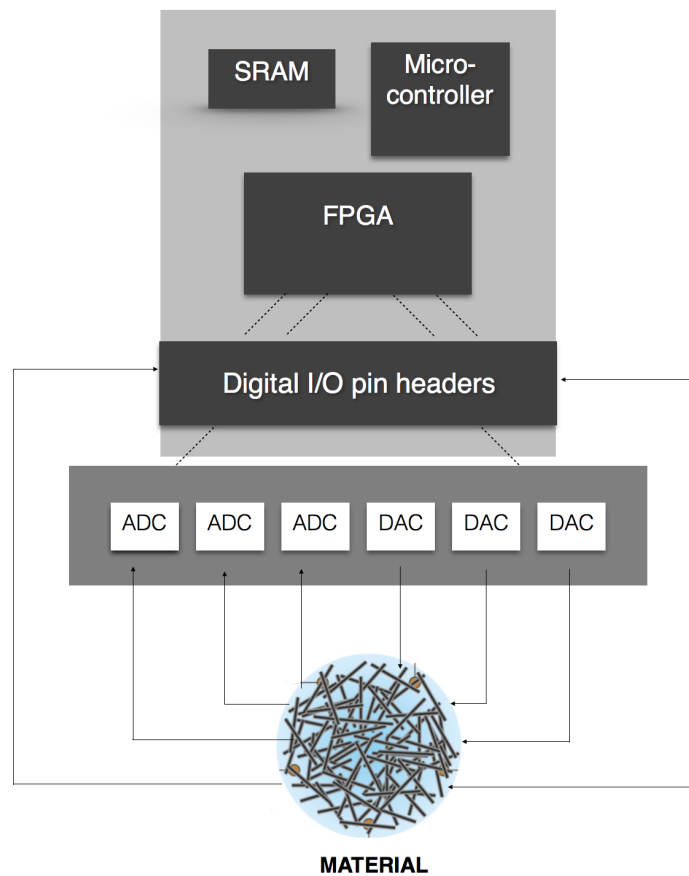 SRAM
Micro-
controller
FPGA
Digital I/O pin headers
ADC ADC ADC DAC DAC DAC
MATERIAL